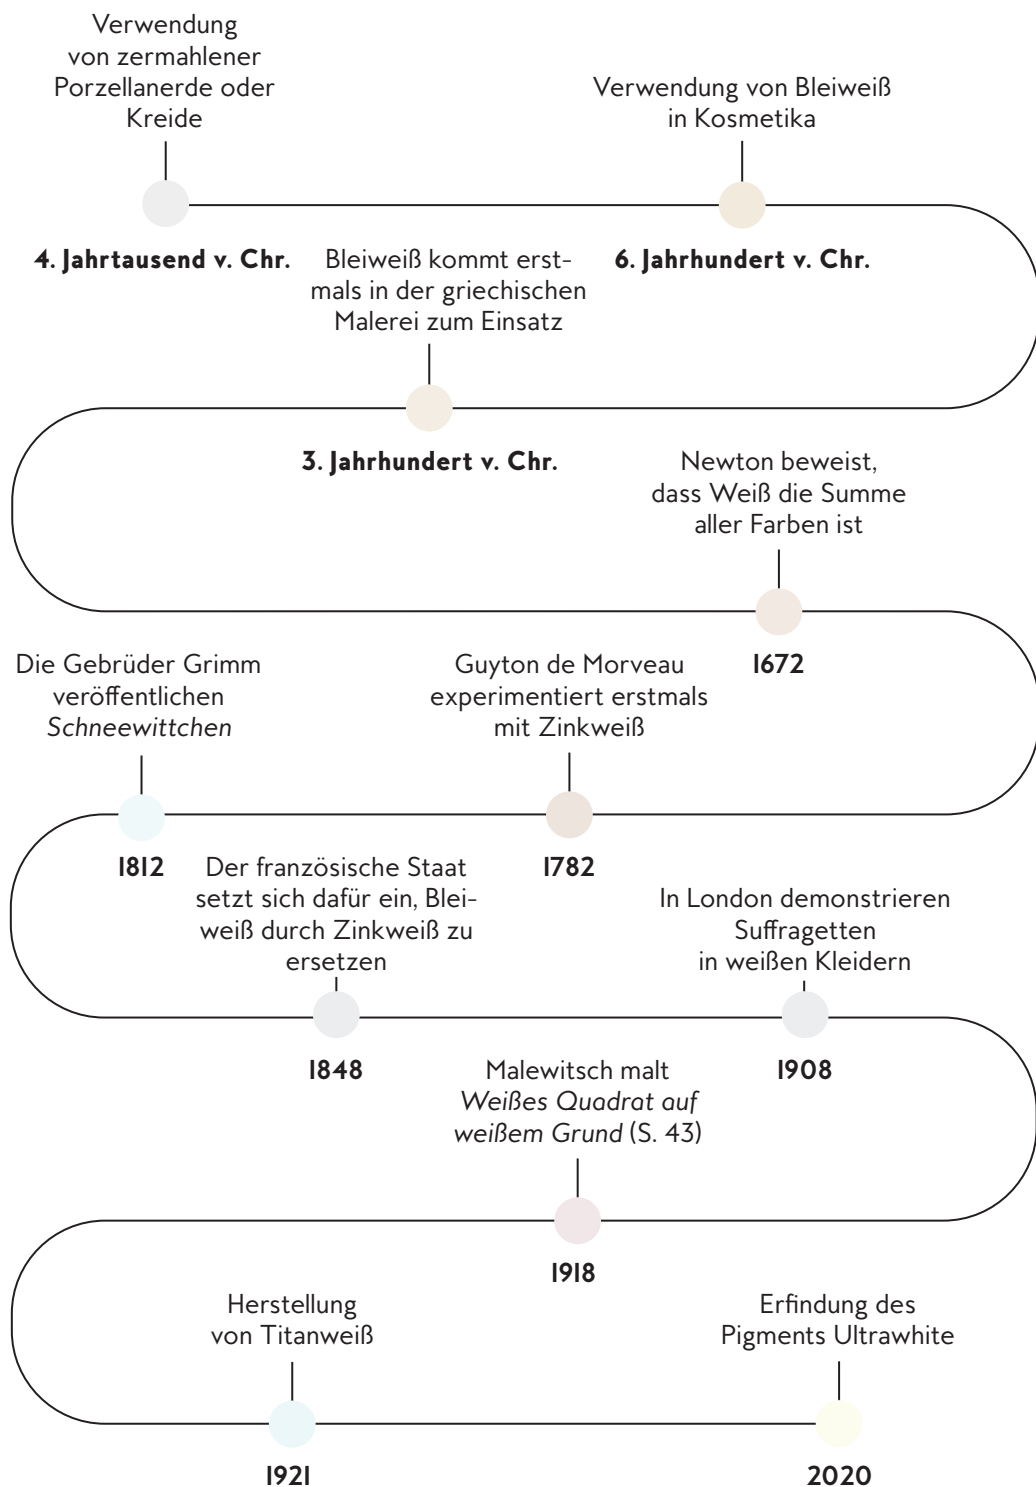 Verwendung
von zermahlener
Porzellanerde oder
Kreide
4. Jahrtausend v. Chr.
Verwendung von Bleiweiß
in Kosmetika
6. Jahrhundert v. Chr.
Bleiweiß kommt erst-
mals in der griechischen
Malerei zum Einsatz
3. Jahrhundert v. Chr.
Newton beweist,
dass Weiß die Summe
aller Farben ist
1672
Guyton de Morveau
experimentiert erstmals
mit Zinkweiß
1782
Die Gebrüder Grimm
veröffentlichen
Schneewittchen
1812
Der französische Staat
setzt sich dafür ein, Blei-
weiß durch Zinkweiß zu
ersetzen
1848
In London demonstrieren
Suffragetten
in weißen Kleidern
1908
Malewitsch malt
Weißes Quadrat auf
weißem Grund (S. 43)
1918
Herstellung
von Titanweiß
1921
Erfindung des
Pigments Ultrawhite
2020